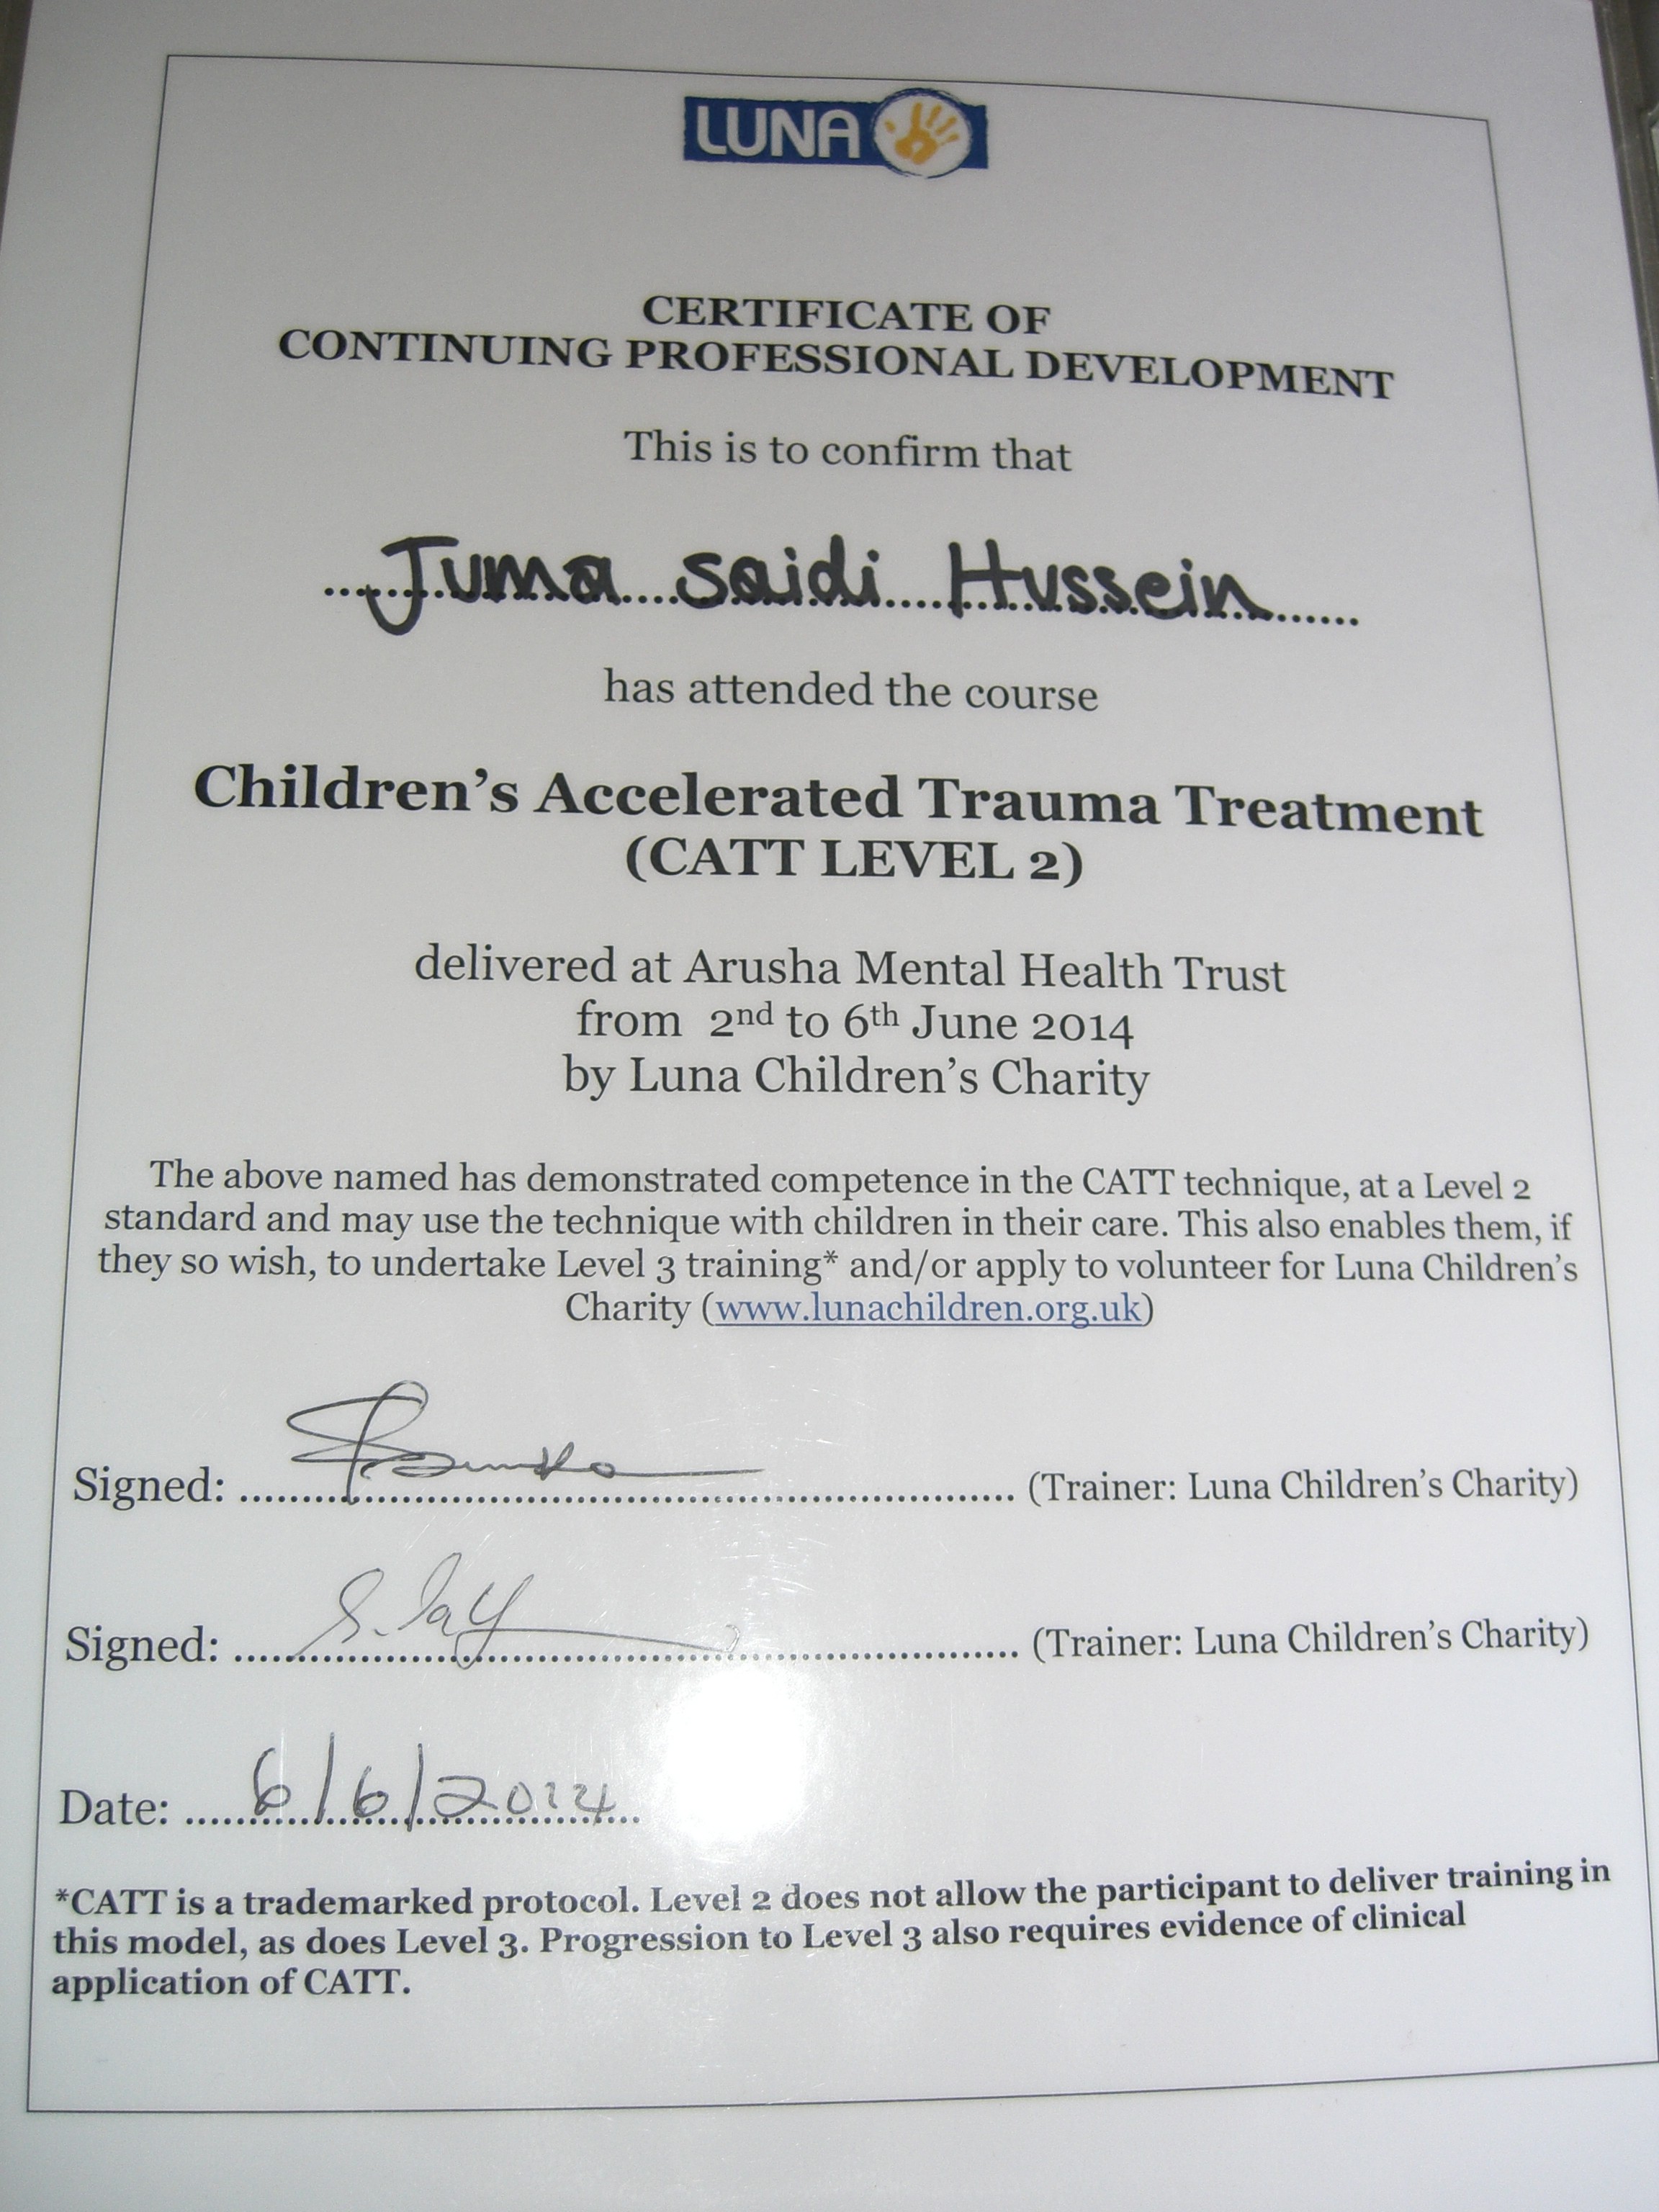 LUNA
CERTIFICATE OF
CONTINUING PROFESSIONAL DEVELOPMENT
This is to confirm that
Juma Saidi Hussein
has attended the course
Children's Accelerated Trauma Treatment
(CATT LEVEL 2)
delivered at Arusha Mental Health Trust
from 2nd to 6th June 2014
by Luna Children's Charity
The above named has demonstrated competence in the CATT technique, at a Level 2
standard and may use the technique with children in their care. This also enables them, if
they so wish, to undertake Level 3 training* and/or apply to volunteer for Luna Children's
Charity (www.lunachildren.org.uk)
Signed: (Trainer: Luna Children's Charity)
Signed: (Trainer: Luna Children's Charity)
Date: 6/6/2014
*CATT is a trademarked protocol. Level 2 does not allow the participant to deliver training in
this model, as does Level 3. Progression to Level 3 also requires evidence of clinical
application of CATT.